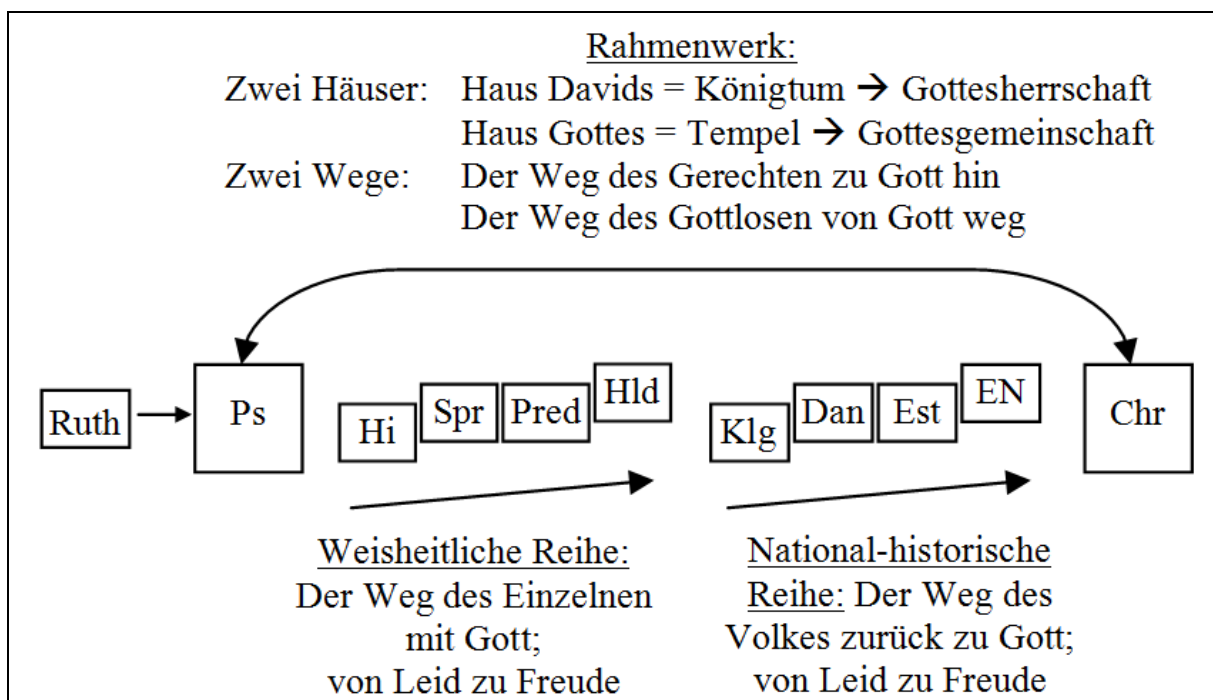 Rahmenwerk:
Zwei Häuser: Haus Davids = Königtum → Gottesherrschaft
Haus Gottes = Tempel → Gottesgemeinschaft
Zwei Wege: Der Weg des Gerechten zu Gott hin
Der Weg des Gottlosen von Gott weg
Ruth
Ps
Hi
Spr
Pred
Hld
Klg
Dan
Est
EN
Chr
Weisheitliche Reihe:
Der Weg des Einzelnen
mit Gott;
von Leid zu Freude
National-historische
Reihe: Der Weg des
Volkes zurück zu Gott;
von Leid zu Freude